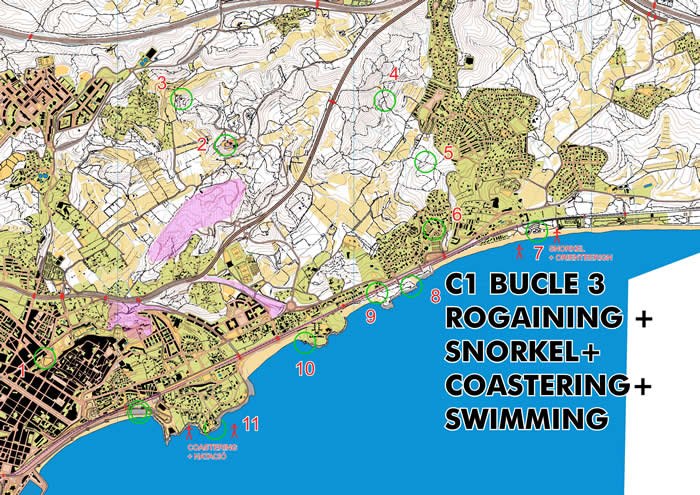 3
4
2
5
6
7
SNORKEL
+ ORIENTEERIGN
C1 BUCLE 3
ROGAINING +
SNORKEL+
COASTERING+
SWIMMING
8
9
10
1
11
COASTERING
+ NATACIÓ